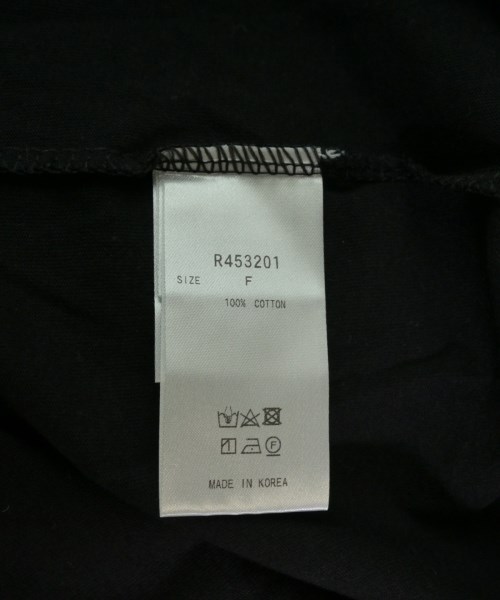 R453201
SIZE F
100% COTTON
F
MADE IN KOREA